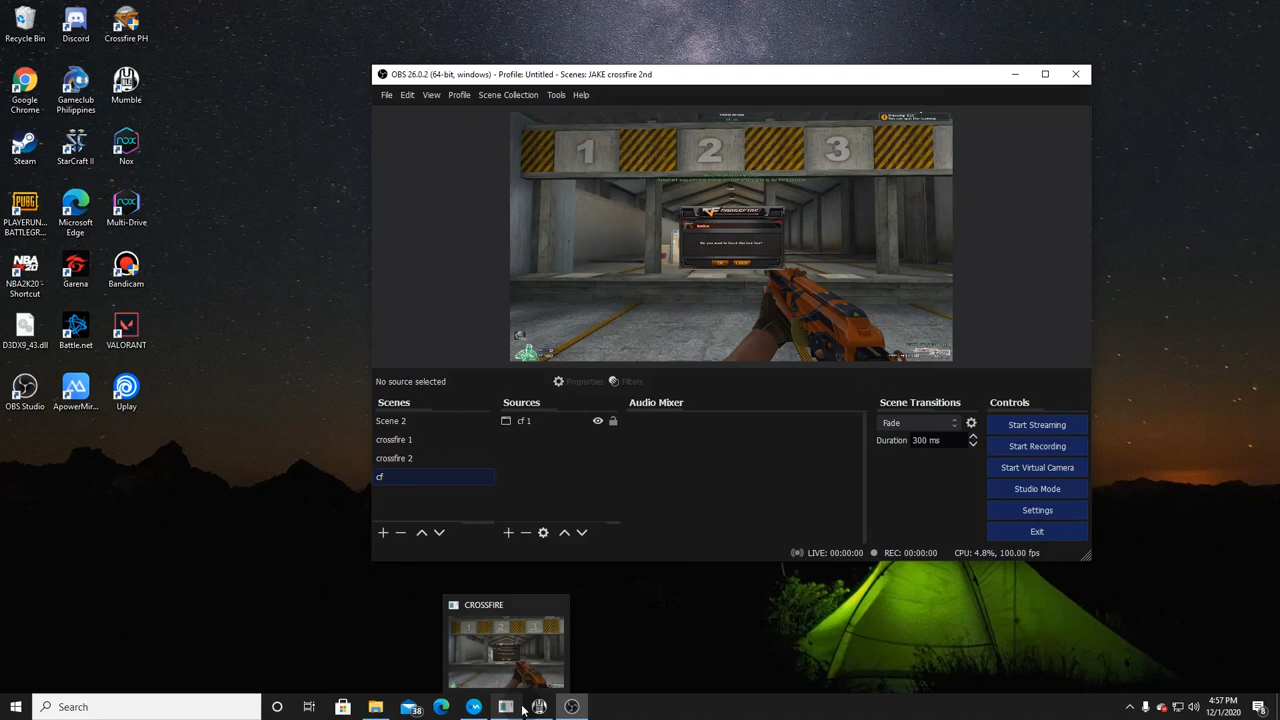 Recycle Bin
Discord
Crossfire PH
Google Chrome
Gameclub Philippines
Mumble
Steam
StarCraft II
Nox
PLAYERUN... BATTLEGR...
Microsoft Edge
Multi-Drive
NBA2K20 - Shortcut
Garena
Bandicam
D3DX9_43.dll
Battle.net
VALORANT
OBS Studio
ApowerMir...
Uplay
OBS 26.0.2 (64-bit, windows) - Profile: Untitled - Scenes: JAKE crossfire 2nd
File Edit View Profile Scene Collection Tools Help
1 2 3
CROSSFIRE
No source selected
Properties
Filters
Scenes
Scene 2
crossfire 1
crossfire 2
cf
Sources
cf 1
Audio Mixer
Scene Transitions
Fade
Duration 300 ms
Controls
Start Streaming
Start Recording
Start Virtual Camera
Studio Mode
Settings
Exit
LIVE: 00:00:00
REC: 00:00:00
CPU: 4.8%, 100.00 fps
CROSSFIRE
1 2 3
Search
38
4:57 PM
12/1/2020
8